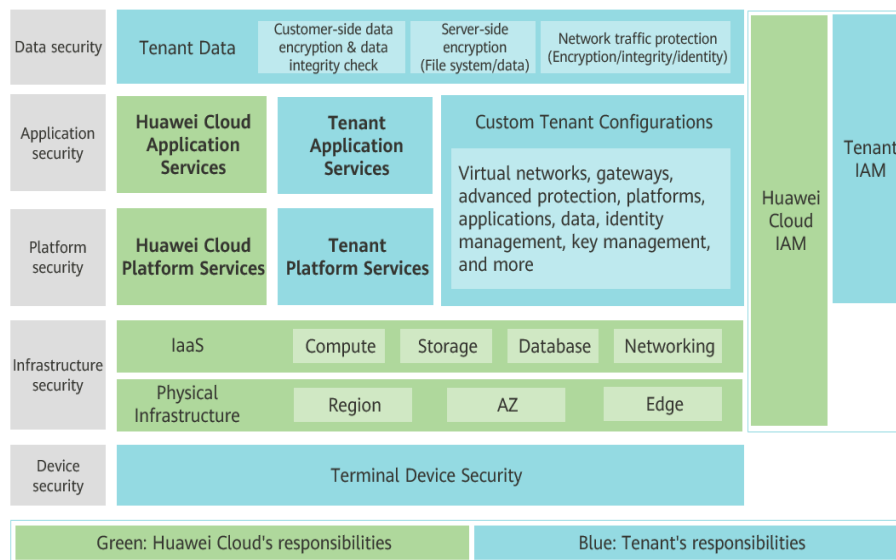 Data security
Tenant Data
Customer-side data
encryption & data
integrity check
Server-side
encryption
(File system/data)
Network traffic protection
(Encryption/integrity/identity)
Application
security
Huawei Cloud
Application
Services
Tenant
Application
Services
Custom Tenant Configurations
Virtual networks, gateways,
advanced protection, platforms,
applications, data, identity
management, key management,
and more
Platform
security
Huawei Cloud
Platform Services
Tenant
Platform Services
Huawei
Cloud
IAM
Tenant
IAM
Infrastructure
security
IaaS
Compute
Storage
Database
Networking
Physical
Infrastructure
Region
AZ
Edge
Device
security
Terminal Device Security
Green: Huawei Cloud's responsibilities
Blue: Tenant's responsibilities